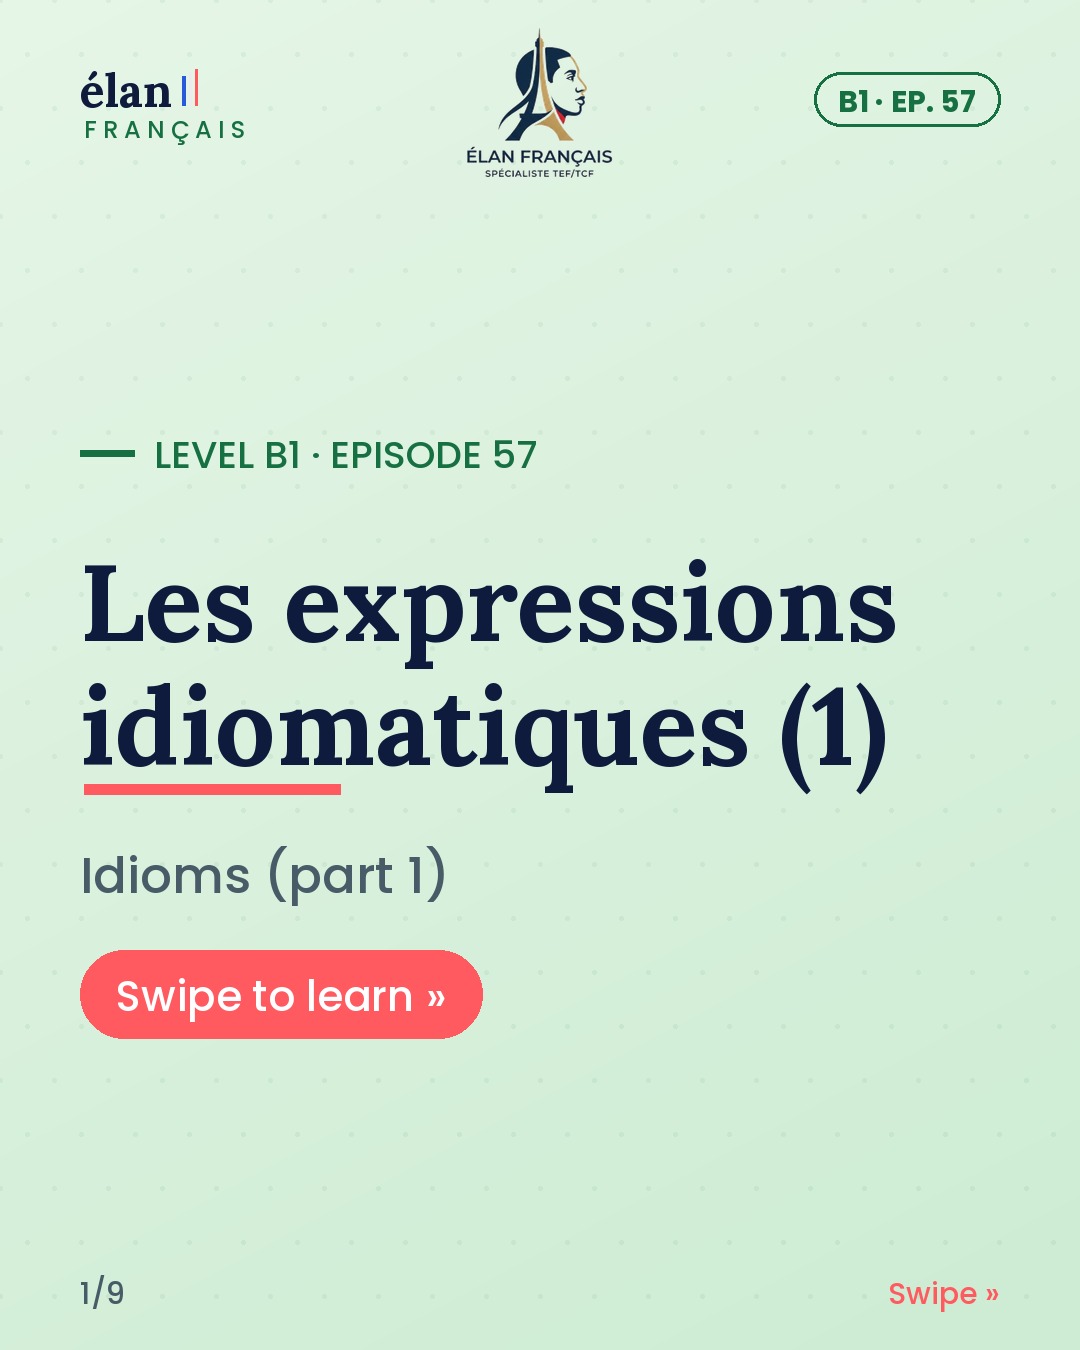 élan
FRANÇAIS
ÉLAN FRANÇAIS
SPÉCIALISTE TEF/TCF
B1 · EP. 57
LEVEL B1 · EPISODE 57
Les expressions
idiomatiques (1)
Idioms (part 1)
Swipe to learn »
1/9
Swipe »